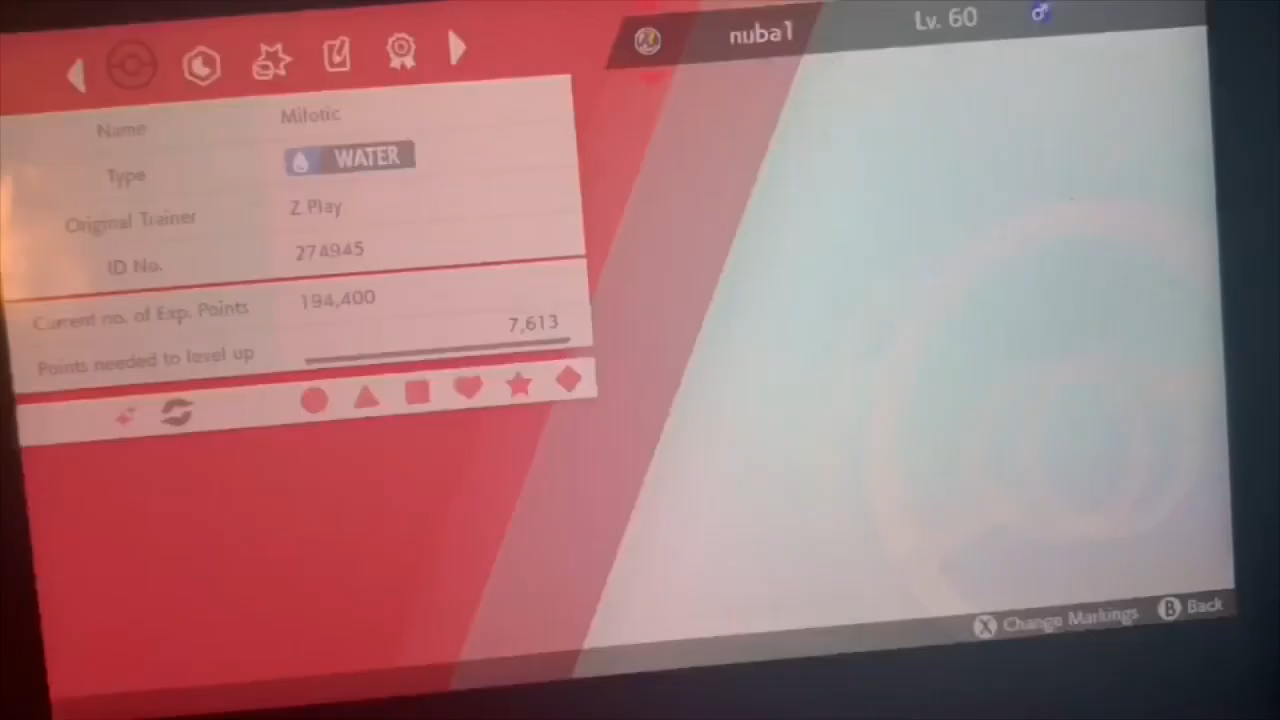 nuba1 Lv. 60
Name Milotic
Type WATER
Original Trainer Z Play
ID No. 274945
Current no. of Exp. Points 194,400
Points needed to level up 7,613
X Change Markings B Back